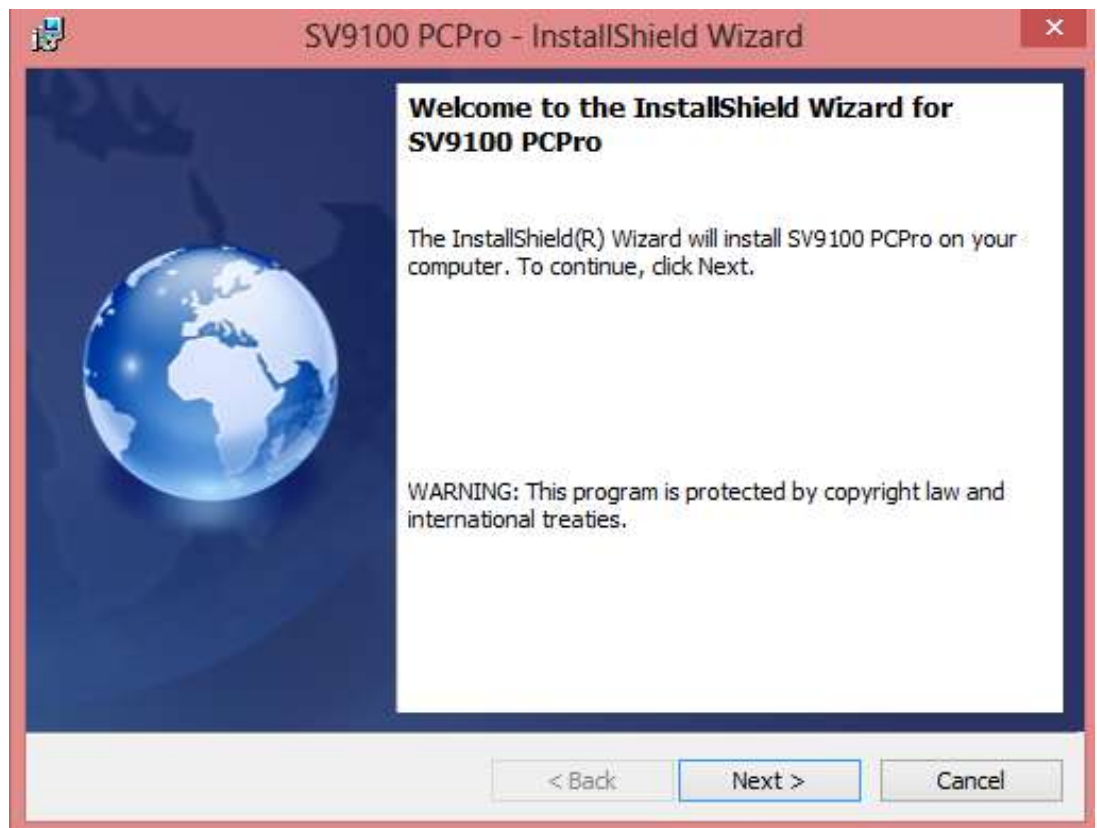 SV9100 PCPro - InstallShield Wizard
Welcome to the InstallShield Wizard for
SV9100 PCPro
The InstallShield(R) Wizard will install SV9100 PCPro on your
computer. To continue, click Next.
WARNING: This program is protected by copyright law and
international treaties.
< Back
Next >
Cancel